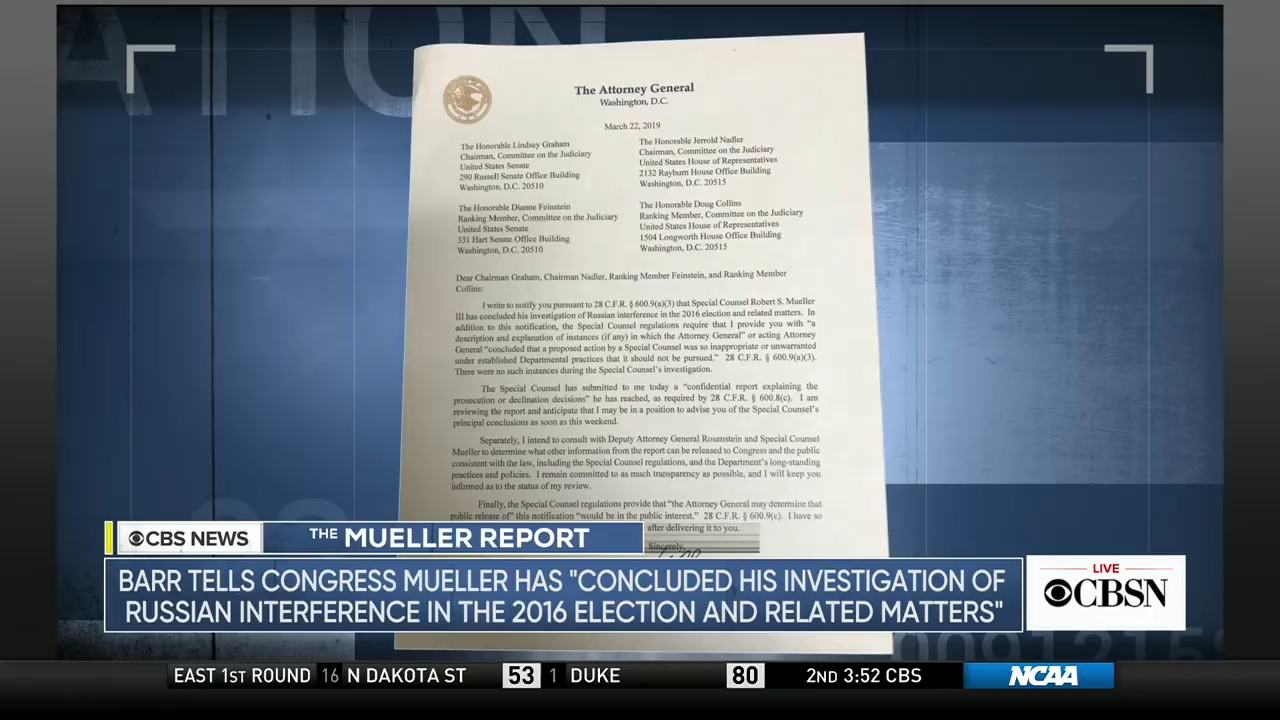 ATION
The Attorney General
Washington, D.C.
March 22, 2019
The Honorable Lindsey Graham
Chairman, Committee on the Judiciary
United States Senate
290 Russell Senate Office Building
Washington, D.C. 20510
The Honorable Jerrold Nadler
Chairman, Committee on the Judiciary
United States House of Representatives
2132 Rayburn House Office Building
Washington, D.C. 20515
The Honorable Dianne Feinstein
Ranking Member, Committee on the Judiciary
United States Senate
331 Hart Senate Office Building
Washington, D.C. 20510
The Honorable Doug Collins
Ranking Member, Committee on the Judiciary
United States House of Representatives
1504 Longworth House Office Building
Washington, D.C. 20515
Dear Chairman Graham, Chairman Nadler, Ranking Member Feinstein, and Ranking Member
Collins:
I write to notify you pursuant to 28 C.F.R. § 600.9(a)(3) that Special Counsel Robert S. Mueller
III has concluded his investigation of Russian interference in the 2016 election and related matters. In
addition to this notification, the Special Counsel regulations require that I provide you with "a
description and explanation of instances (if any) in which the Attorney General" or acting Attorney
General "concluded that a proposed action by a Special Counsel was so inappropriate or unwarranted
under established Departmental practices that it should not be pursued." 28 C.F.R. § 600.9(a)(3).
There were no such instances during the Special Counsel's investigation.
The Special Counsel has submitted to me today a "confidential report explaining the
prosecution or declination decisions" he has reached, as required by 28 C.F.R. § 600.8(c). I am
reviewing the report and anticipate that I may be in a position to advise you of the Special Counsel's
principal conclusions as soon as this weekend.
Separately, I intend to consult with Deputy Attorney General Rosenstein and Special Counsel
Mueller to determine what other information from the report can be released to Congress and the public
consistent with the law, including the Special Counsel regulations, and the Department's long-standing
practices and policies. I remain committed to as much transparency as possible, and I will keep you
informed as to the status of my review.
Finally, the Special Counsel regulations provide that "the Attorney General may determine that
public release of" this notification "would be in the public interest." 28 C.F.R. § 600.9(c). I have so
after delivering it to you.
Sincerely,
CBS NEWS
THE MUELLER REPORT
BARR TELLS CONGRESS MUELLER HAS "CONCLUDED HIS INVESTIGATION OF
RUSSIAN INTERFERENCE IN THE 2016 ELECTION AND RELATED MATTERS"
LIVE
CBSN
EAST 1ST ROUND 16 N DAKOTA ST 53 1 DUKE 80 2ND 3:52 CBS NCAA